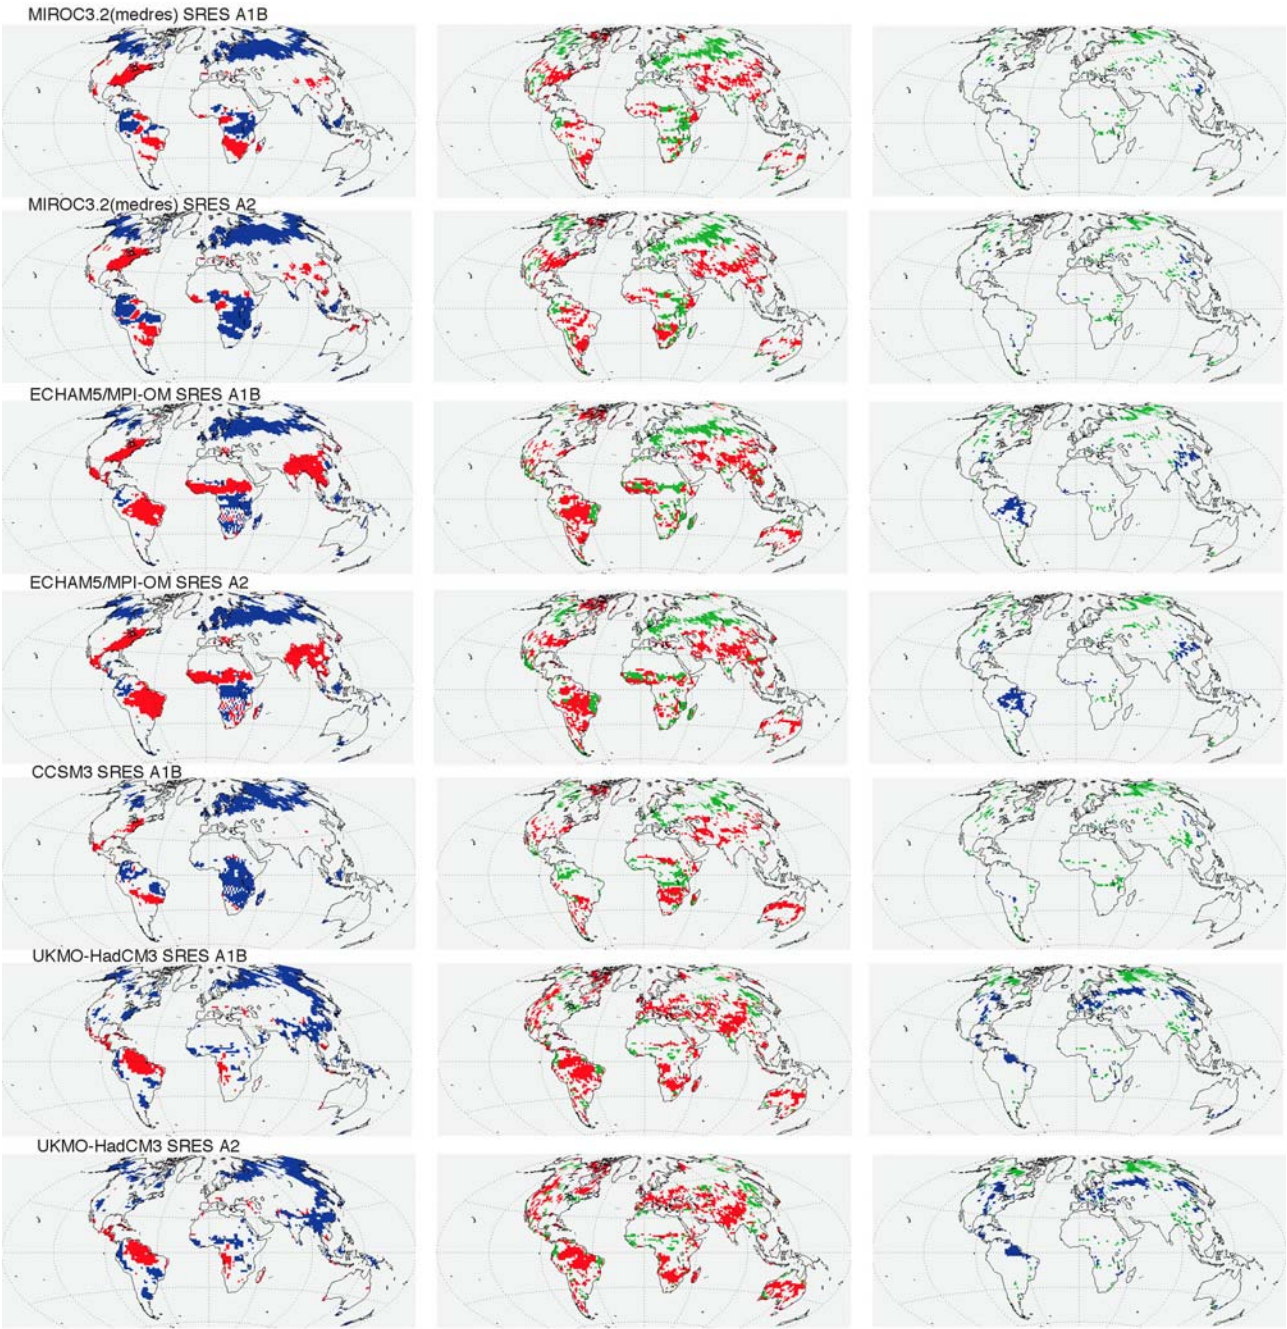 MIROC3.2(medres) SRES A1B
MIROC3.2(medres) SRES A2
ECHAM5/MPI-OM SRES A1B
ECHAM5/MPI-OM SRES A2
CCSM3 SRES A1B
UKMO-HadCM3 SRES A1B
UKMO-HadCM3 SRES A2